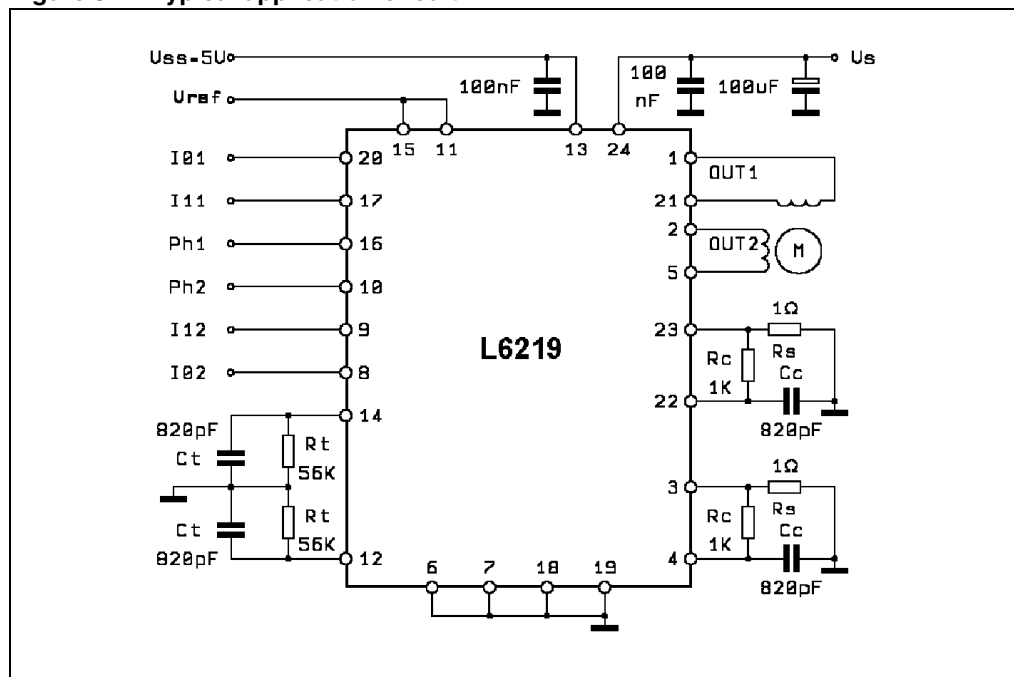 Uss-5V
100nF
100
nF
100uF
Us
Vref
15
11
13
24
I01
20
1
OUT1
I11
17
21
Ph1
16
2
OUT2
M
Ph2
10
5
I12
9
23
1Ω
Rs
Rc
1K
Cc
L6219
I02
8
22
820pF
14
820pF
Ct
Rt
56K
3
1Ω
Rs
Rc
1K
Cc
Ct
Rt
56K
820pF
12
4
820pF
6
7
18
19